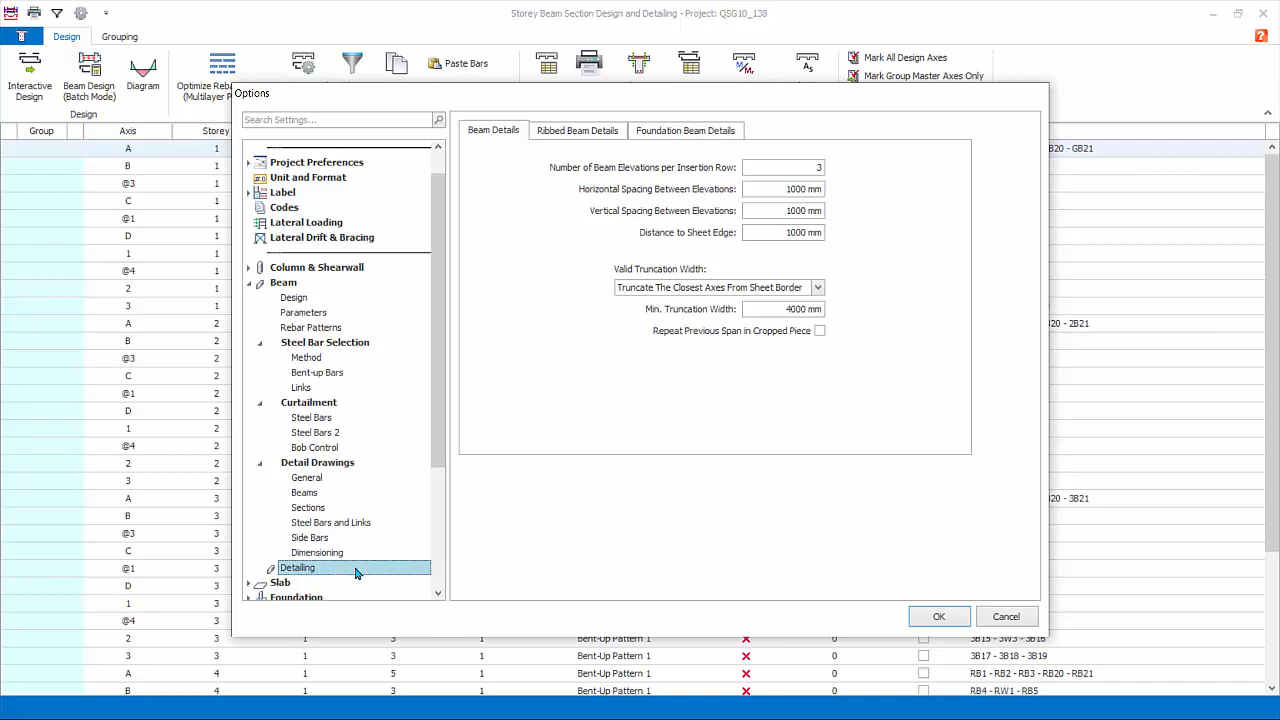 Storey Beam Section Design and Detailing - Project: QSG10_138
Design
Grouping
Interactive
Design
Beam Design
(Batch Mode)
Diagram
Optimize Reba
(Multilayer P
Paste Bars
Mark All Design Axes
Mark Group Master Axes Only
Design
Group
Axis
Storey
A 1 B20 - GB21
B 1
@3 1
C 1
@1 1
D 1
1 1
@4 1
2 1
3 1
A 2 20 - 2B21
B 2
@3 2
C 2
@1 2
D 2
1 2
@4 2
2 2
3 2
A 3 20 - 3B21
B 3
@3 3
C 3
@1 3
D 3
1 3
@4 3
2 3 1 3 1 Bent-Up Pattern 1 0 3B15 - 3W3 - 3B16
3 3 1 3 1 Bent-Up Pattern 1 0 3B17 - 3B18 - 3B19
A 4 1 5 1 Bent-Up Pattern 1 0 RB1 - RB2 - RB3 - RB20 - RB21
B 4 1 3 1 Bent-Up Pattern 1 0 RB4 - RW1 - RB5
Options
Search Settings...
Project Preferences
Unit and Format
Label
Codes
Lateral Loading
Lateral Drift & Bracing
Column & Shearwall
Beam
Design
Parameters
Rebar Patterns
Steel Bar Selection
Method
Bent-up Bars
Links
Curtailment
Steel Bars
Steel Bars 2
Bob Control
Detail Drawings
General
Beams
Sections
Steel Bars and Links
Side Bars
Dimensioning
Detailing
Slab
Foundation
Beam Details
Ribbed Beam Details
Foundation Beam Details
Number of Beam Elevations per Insertion Row: 3
Horizontal Spacing Between Elevations: 1000 mm
Vertical Spacing Between Elevations: 1000 mm
Distance to Sheet Edge: 1000 mm
Valid Truncation Width:
Truncate The Closest Axes From Sheet Border
Min. Truncation Width: 4000 mm
Repeat Previous Span in Cropped Piece
OK
Cancel